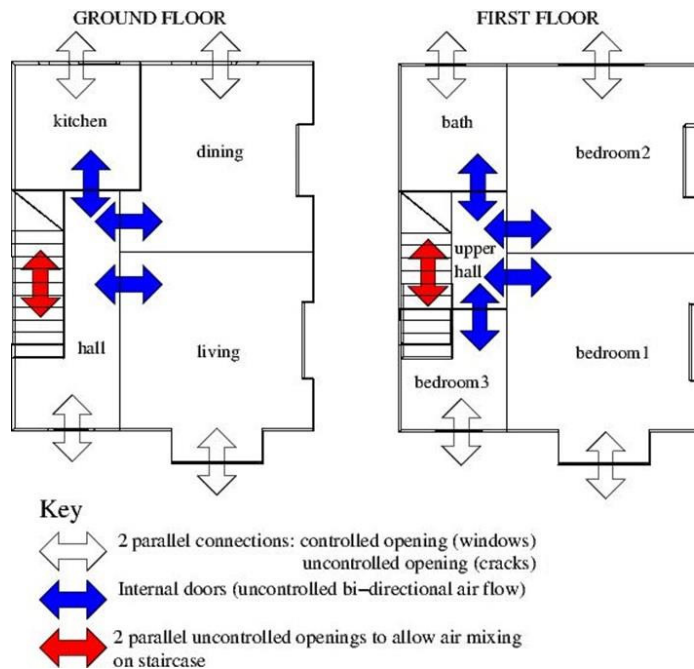 GROUND FLOOR
FIRST FLOOR
kitchen
dining
hall
living
bath
bedroom2
upper
hall
bedroom1
bedroom3
Key
2 parallel connections: controlled opening (windows)
uncontrolled opening (cracks)
Internal doors (uncontrolled bi-directional air flow)
2 parallel uncontrolled openings to allow air mixing
on staircase